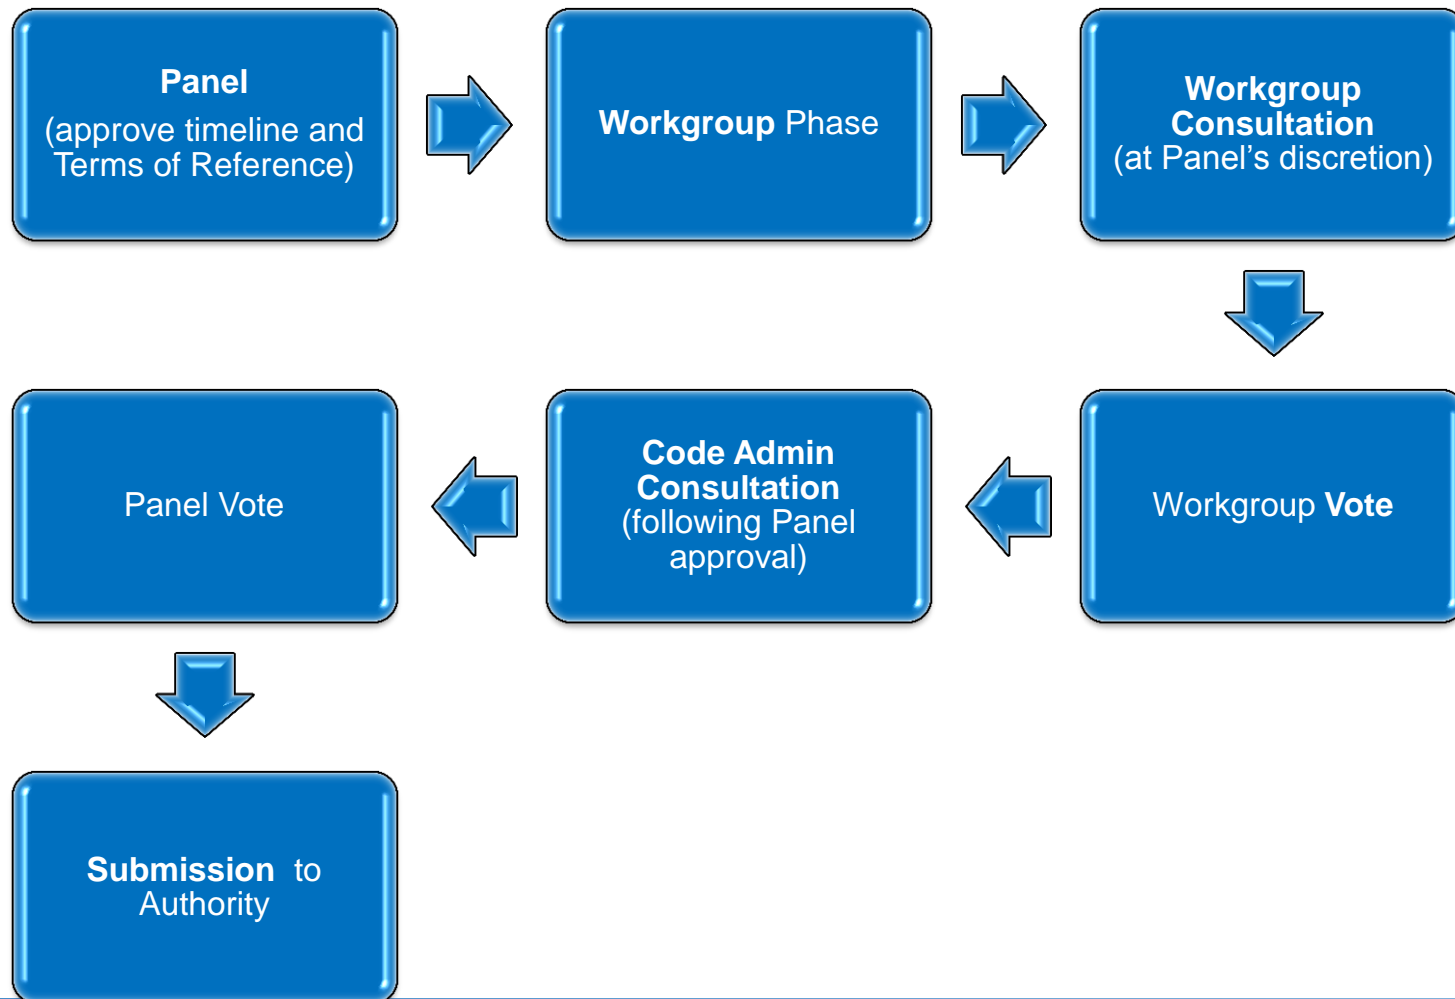 Panel
(approve timeline and
Terms of Reference)
Workgroup Phase
Workgroup
Consultation
(at Panel’s discretion)
Workgroup Vote
Code Admin
Consultation
(following Panel
approval)
Panel Vote
Submission to
Authority